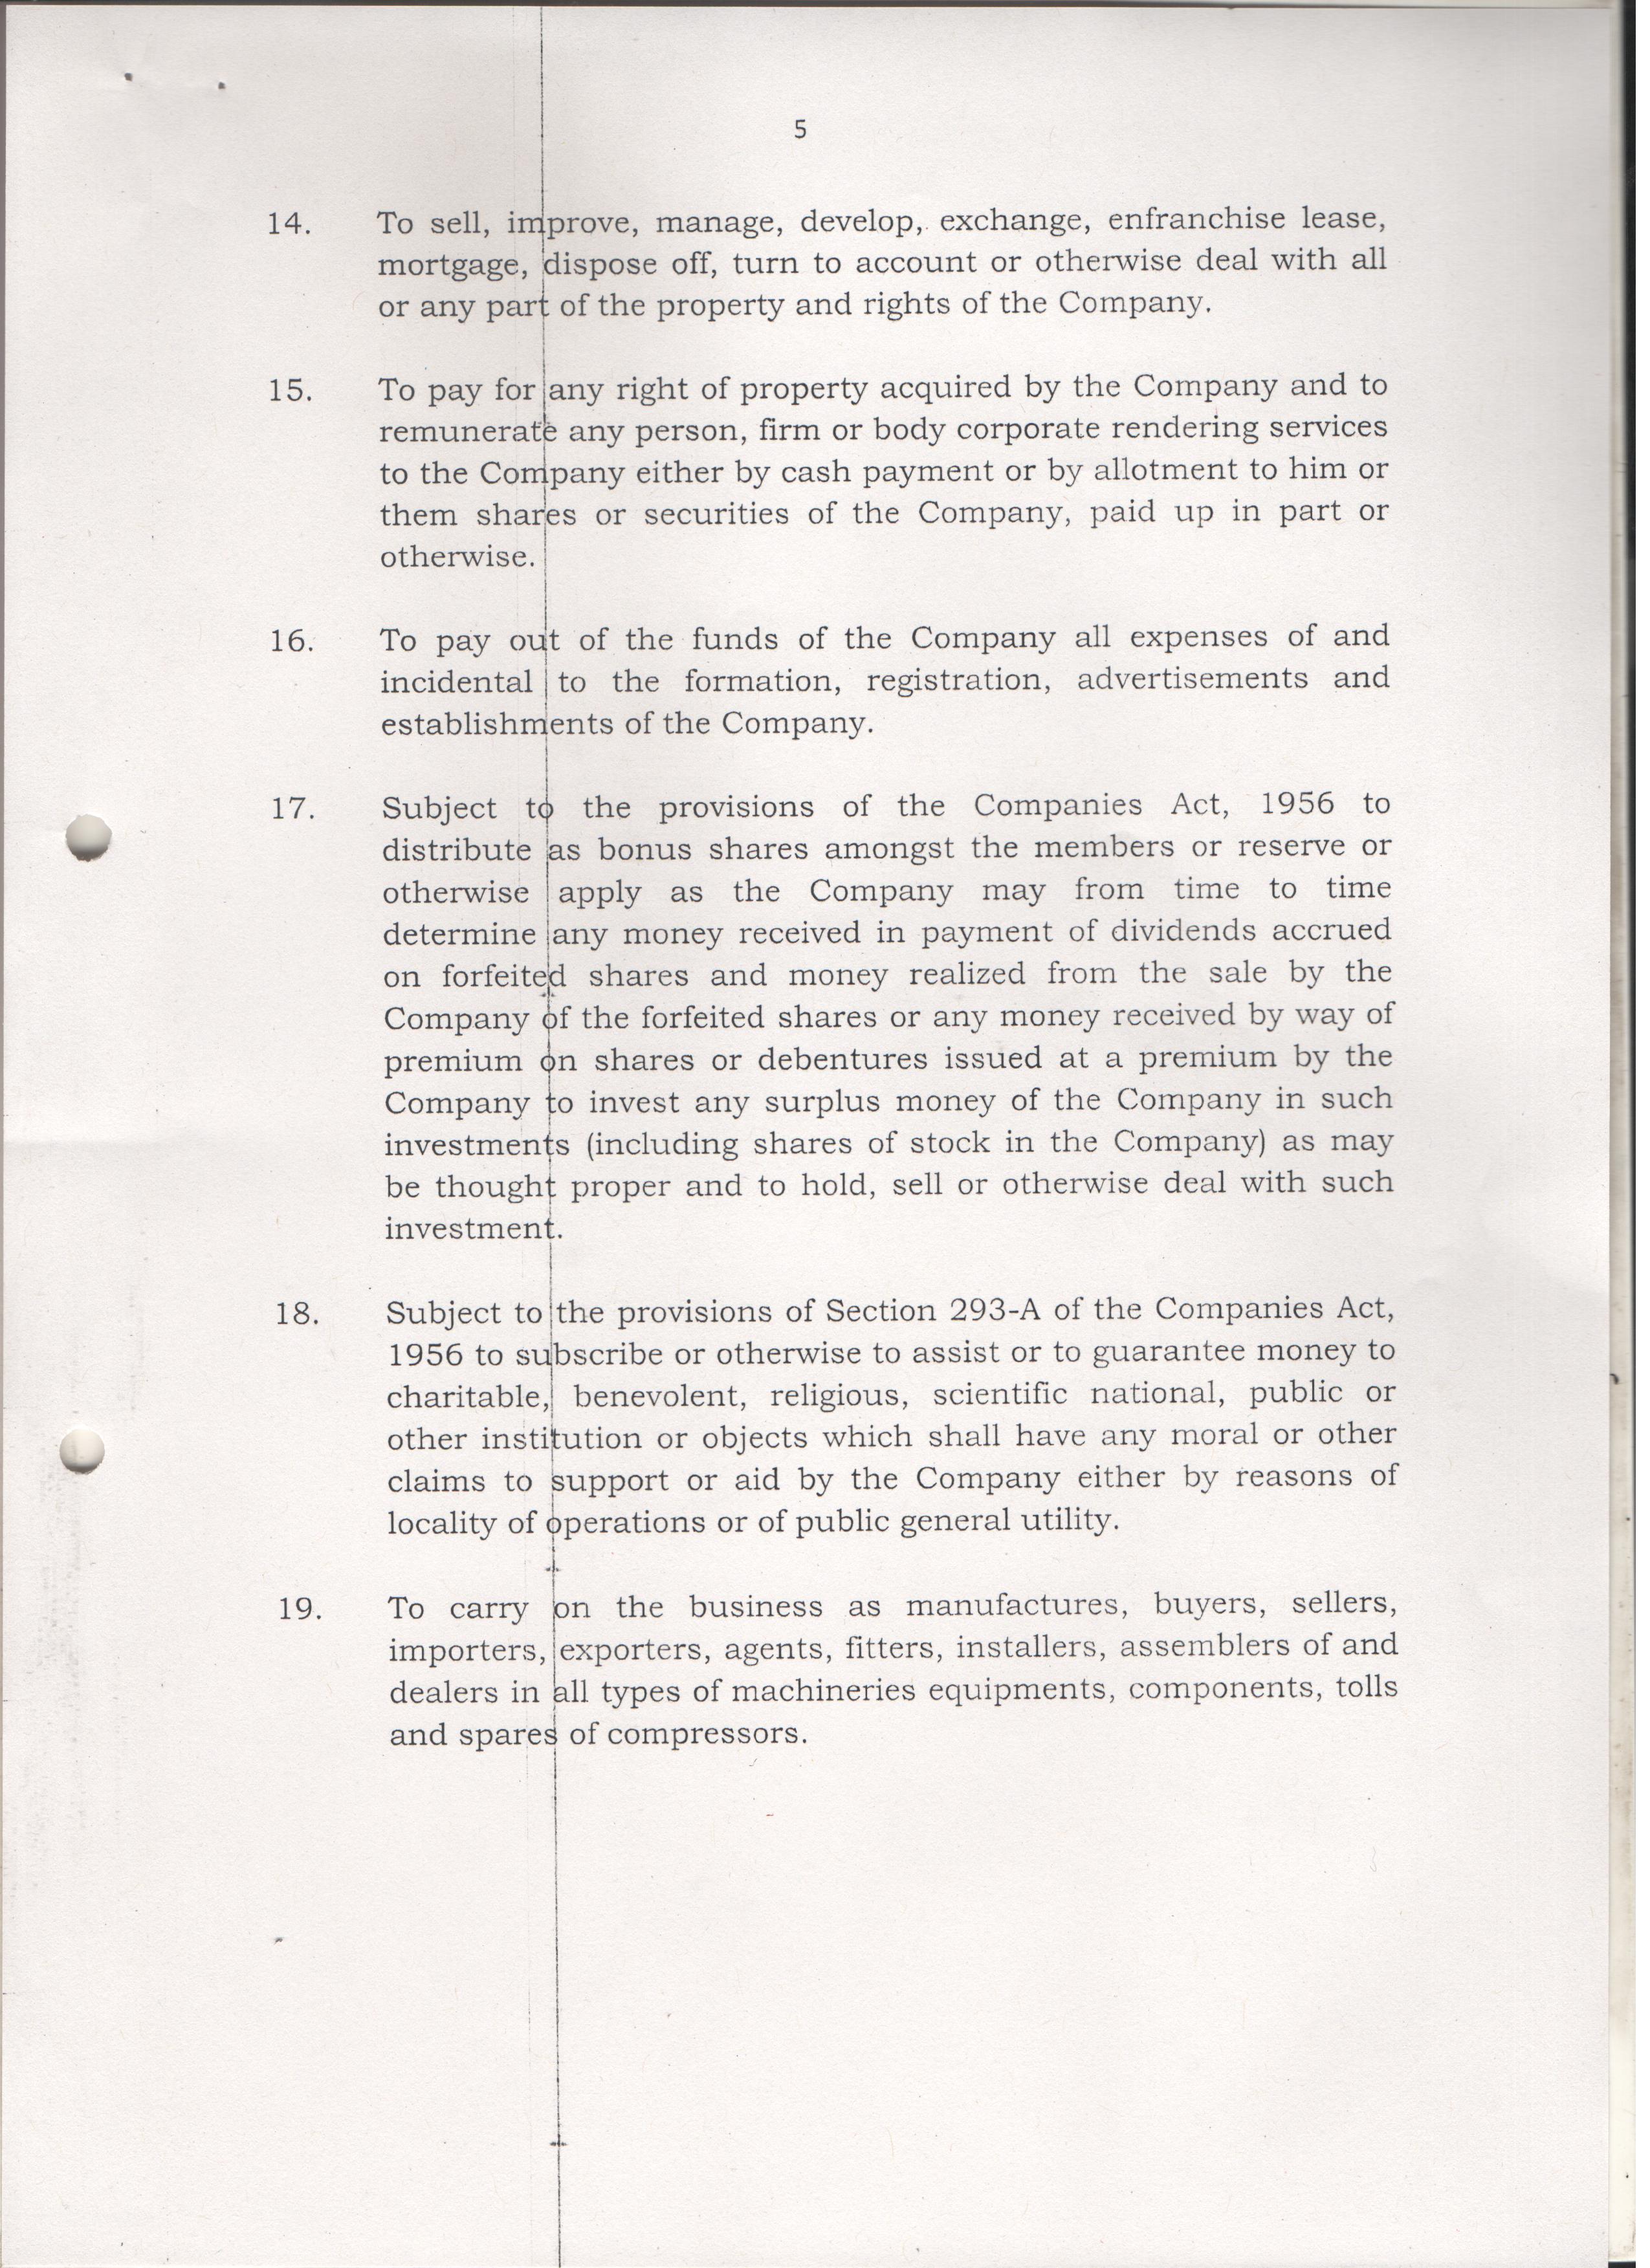 5
14. To sell, improve, manage, develop, exchange, enfranchise lease,
mortgage, dispose off, turn to account or otherwise deal with all
or any part of the property and rights of the Company.
15. To pay for any right of property acquired by the Company and to
remunerate any person, firm or body corporate rendering services
to the Company either by cash payment or by allotment to him or
them shares or securities of the Company, paid up in part or
otherwise.
16. To pay out of the funds of the Company all expenses of and
incidental to the formation, registration, advertisements and
establishments of the Company.
17. Subject to the provisions of the Companies Act, 1956 to
distribute as bonus shares amongst the members or reserve or
otherwise apply as the Company may from time to time
determine any money received in payment of dividends accrued
on forfeited shares and money realized from the sale by the
Company of the forfeited shares or any money received by way of
premium on shares or debentures issued at a premium by the
Company to invest any surplus money of the Company in such
investments (including shares of stock in the Company) as may
be thought proper and to hold, sell or otherwise deal with such
investment.
18. Subject to the provisions of Section 293-A of the Companies Act,
1956 to subscribe or otherwise to assist or to guarantee money to
charitable, benevolent, religious, scientific national, public or
other institution or objects which shall have any moral or other
claims to support or aid by the Company either by reasons of
locality of operations or of public general utility.
19. To carry on the business as manufactures, buyers, sellers,
importers, exporters, agents, fitters, installers, assemblers of and
dealers in all types of machineries equipments, components, tolls
and spares of compressors.